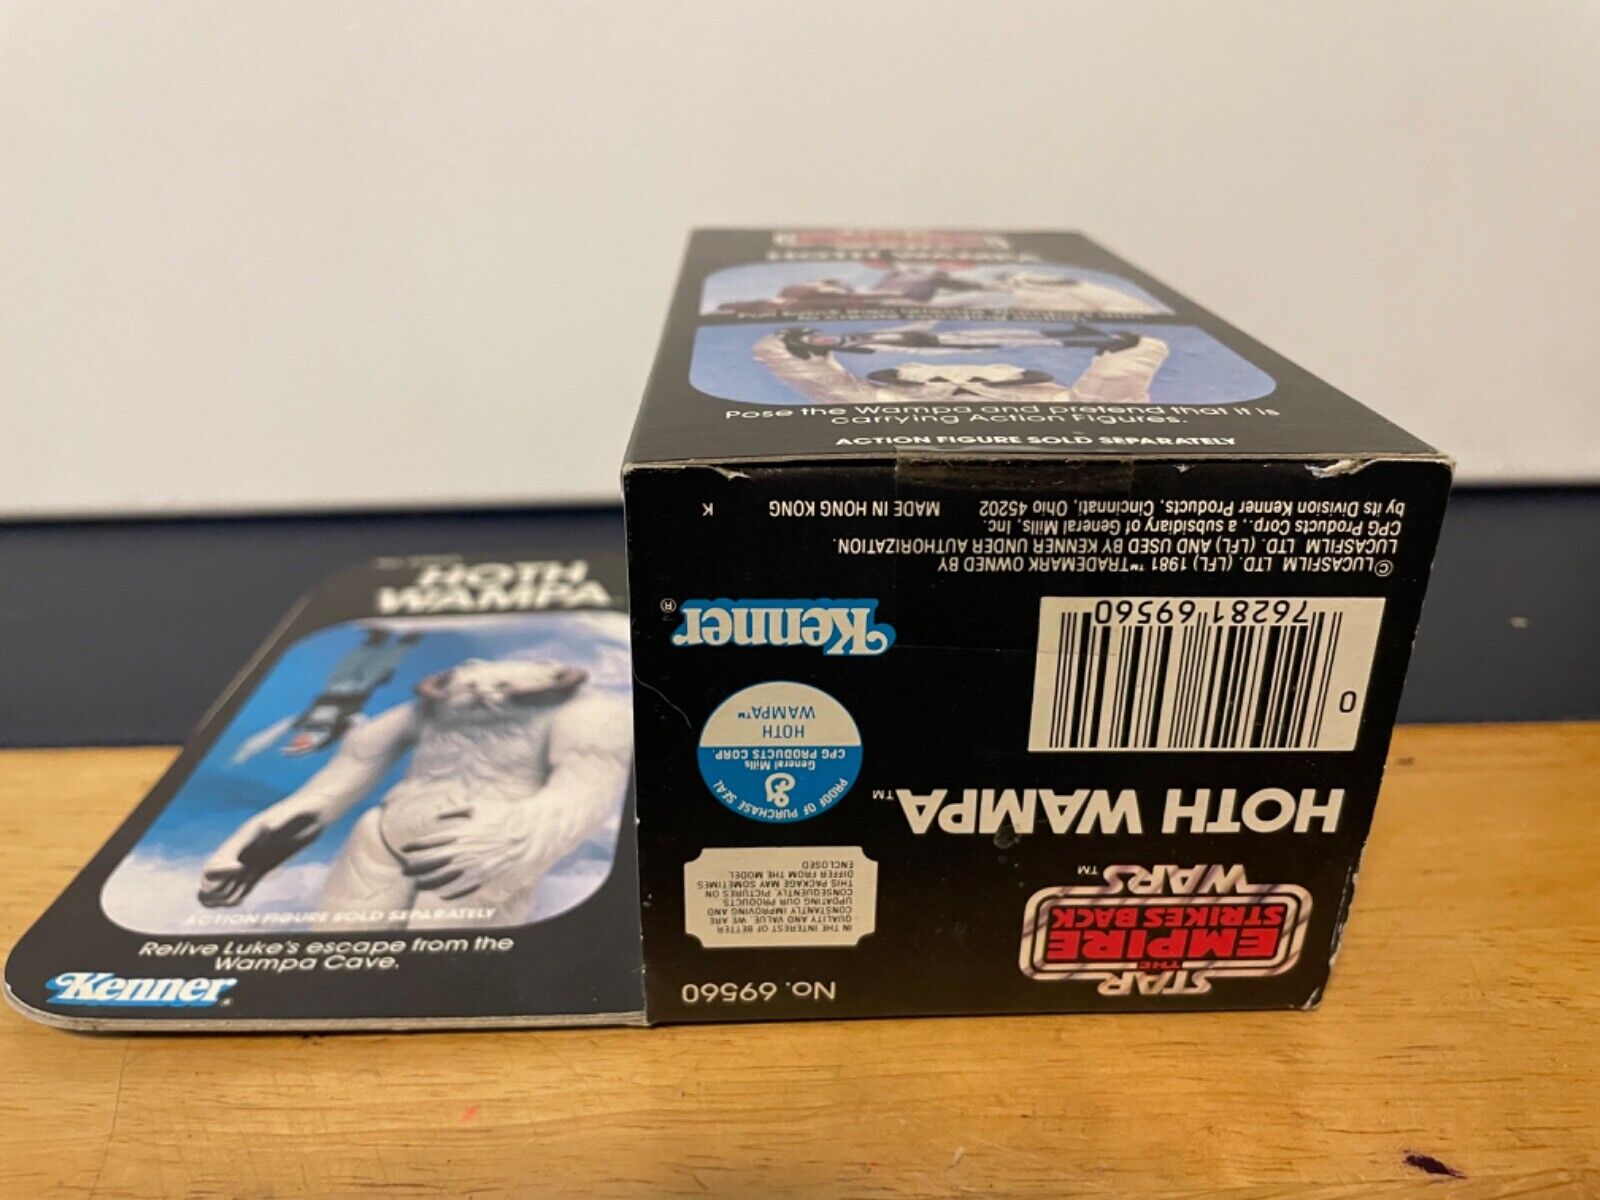 HOTH WAMPA
Pose the Wampa and pretend that it is
carrying Action Figures.
ACTION FIGURE SOLD SEPARATELY
HOTH
WAMPA
ACTION FIGURE SOLD SEPARATELY
Relive Luke's escape from the
Wampa Cave.
Kenner
No. 69560
STAR
THE
EMPIRE
STRIKES BACK
WARS™
IN THE INTEREST OF BETTER
QUALITY AND VALUE, WE ARE
CONSTANTLY IMPROVING AND
UPDATING OUR PRODUCTS.
CONSEQUENTLY, PICTURES ON
THIS PACKAGE MAY SOMETIMES
DIFFER FROM THE MODEL
ENCLOSED
HOTH WAMPA™
PROOF OF PURCHASE SEAL
General Mills
CPG PRODUCTS CORP.
HOTH
WAMPA™
0
76281 69560
Kenner®
© LUCASFILM LTD. (LFL) 1981 ™TRADEMARK OWNED BY
LUCASFILM LTD. (LFL) AND USED BY KENNER UNDER AUTHORIZATION.
CPG Products Corp., a subsidiary of General Mills, Inc.
by its Division Kenner Products, Cincinnati, Ohio 45202 MADE IN HONG KONG K